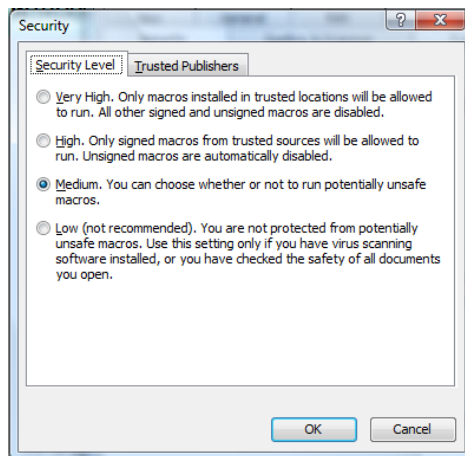 Security
?
X
Security Level
Trusted Publishers
Very High. Only macros installed in trusted locations will be allowed
to run. All other signed and unsigned macros are disabled.
High. Only signed macros from trusted sources will be allowed to
run. Unsigned macros are automatically disabled.
Medium. You can choose whether or not to run potentially unsafe
macros.
Low (not recommended). You are not protected from potentially
unsafe macros. Use this setting only if you have virus scanning
software installed, or you have checked the safety of all documents
you open.
OK
Cancel